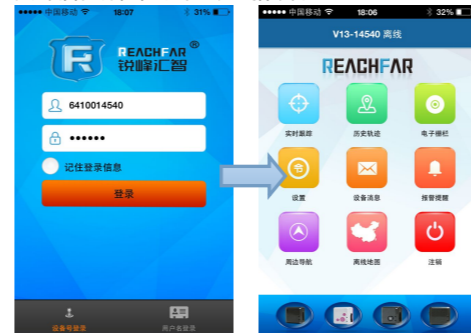 中国移动 18:07 31%
REACHFAR®
锐峰汇智
6410014540
记住登录信息
登录
设备号登录
用户名登录
中国移动 18:06 32%
V13-14540 离线
REACHFAR
实时跟踪 历史轨迹 电子栅栏
设置 设备消息 报警提醒
周边导航 离线地图 注销